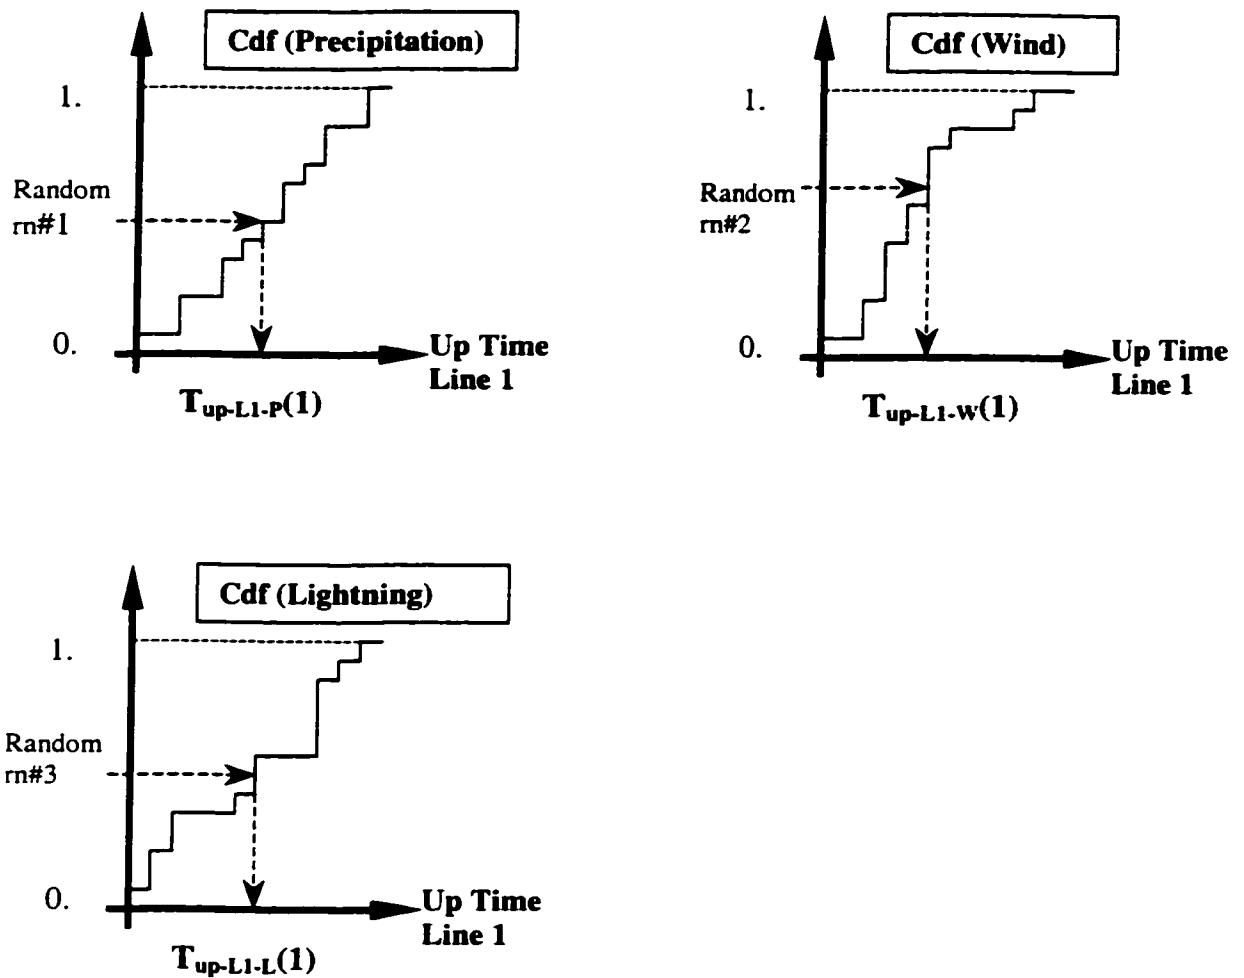 Cdf (Precipitation)
1.
Random
rn#1
0.
Up Time
Line 1
Tup-L1-P(1)
Cdf (Wind)
1.
Random
rn#2
0.
Up Time
Line 1
Tup-L1-W(1)
Cdf (Lightning)
1.
Random
rn#3
0.
Up Time
Line 1
Tup-L1-L(1)